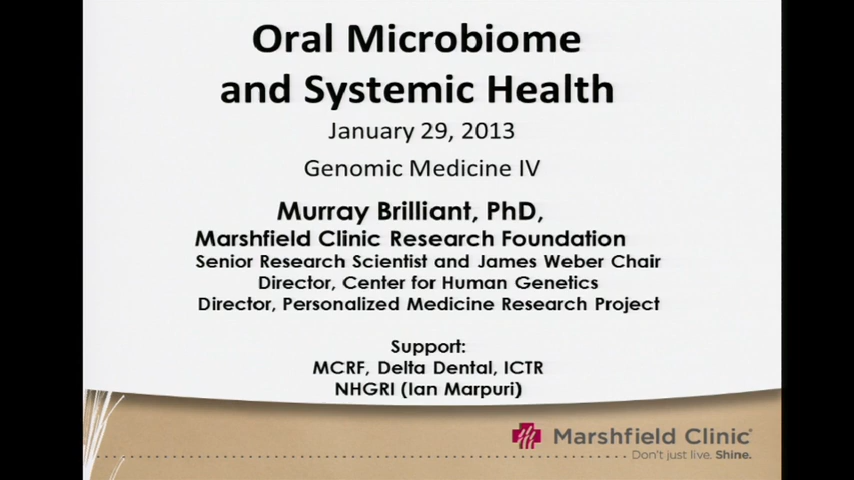 Oral Microbiome
and Systemic Health
January 29, 2013
Genomic Medicine IV
Murray Brilliant, PhD,
Marshfield Clinic Research Foundation
Senior Research Scientist and James Weber Chair
Director, Center for Human Genetics
Director, Personalized Medicine Research Project
Support:
MCRF, Delta Dental, ICTR
NHGRI (Ian Marpuri)
Marshfield Clinic®
Don't just live. Shine.